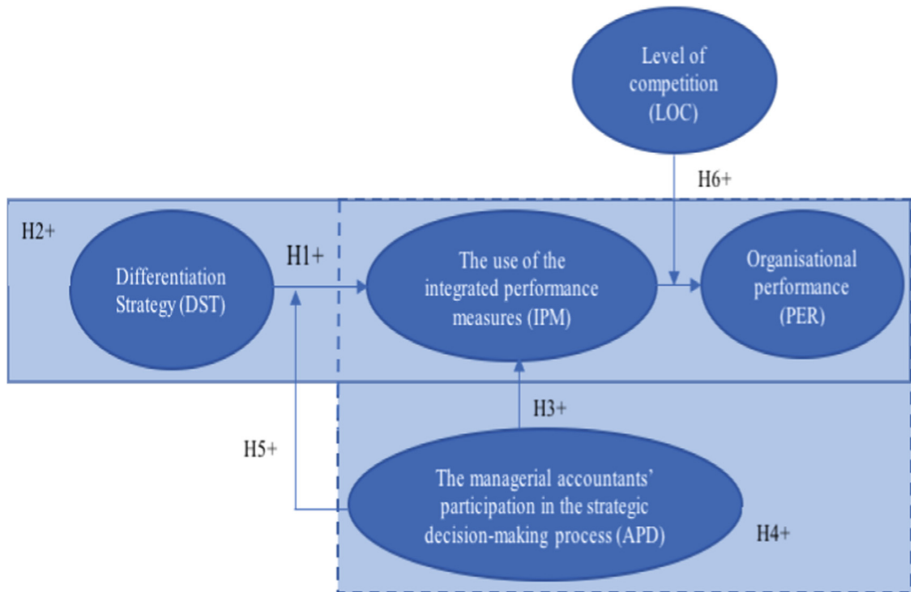 Level of
competition
(LOC)
H6+
H2+
Differentiation
Strategy (DST)
H1+
The use of the
integrated performance
measures (IPM)
Organisational
performance
(PER)
H3+
H5+
The managerial accountants'
participation in the strategic
decision-making process (APD)
H4+